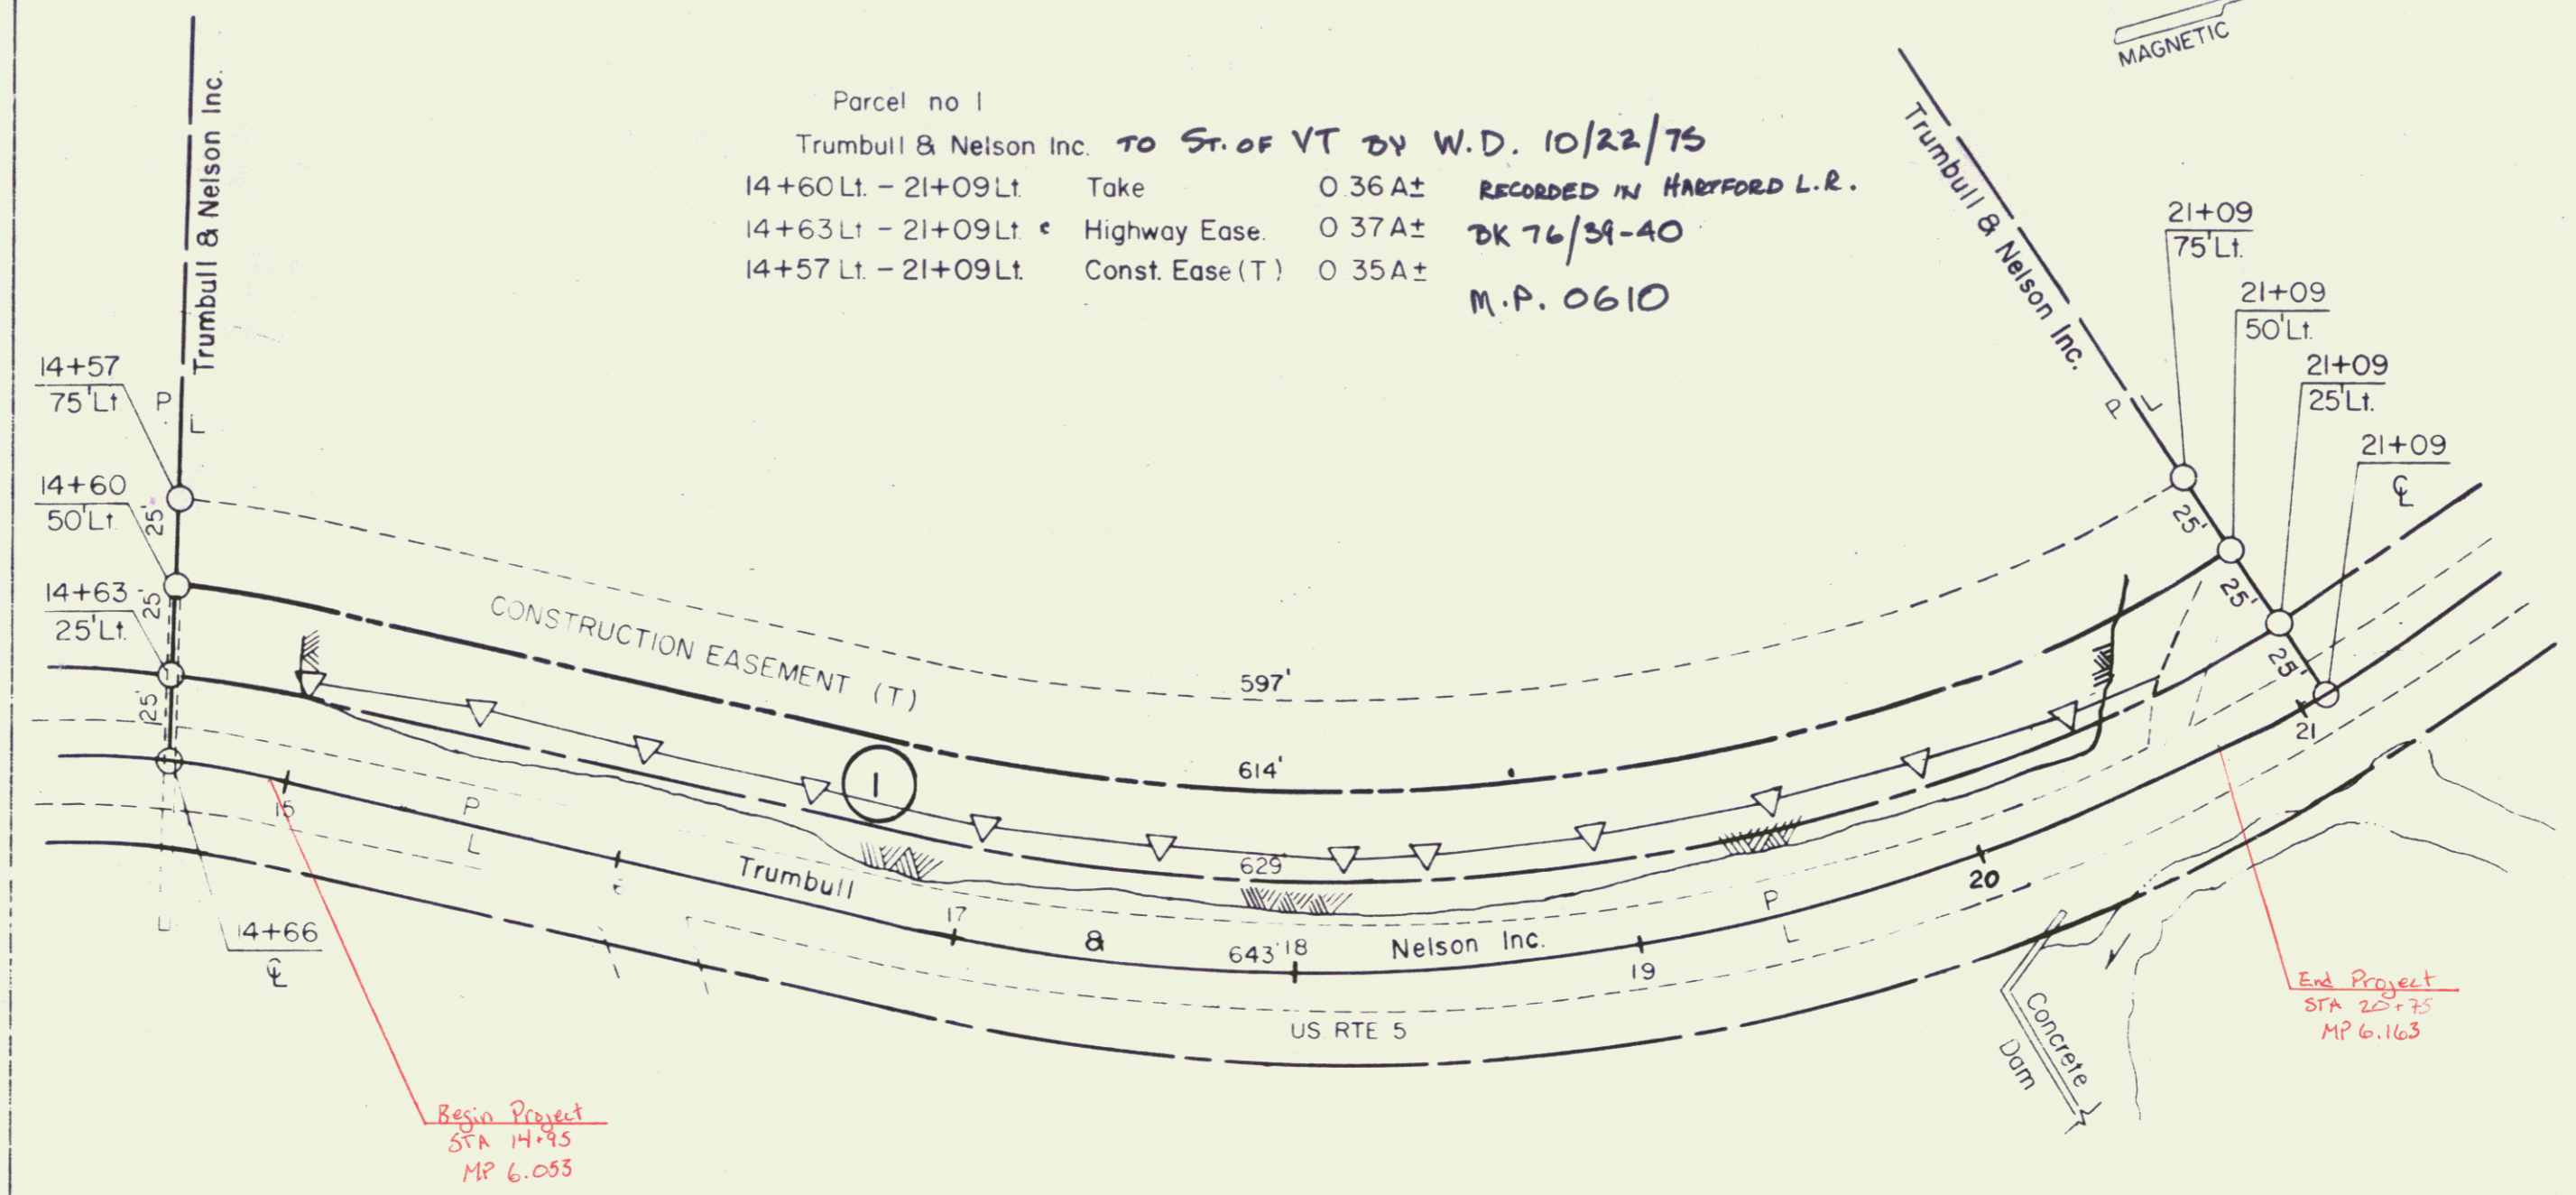 MAGNETIC
Parcel no 1
Trumbull & Nelson Inc. TO ST. OF VT BY W.D. 10/22/75
14+60 Lt. - 21+09 Lt. Take 0.36 A± RECORDED IN HARTFORD L.R.
14+63 Lt - 21+09 Lt. Highway Ease. 0.37 A± BK 76/39-40
14+57 Lt. - 21+09 Lt. Const. Ease (T) 0.35 A±
M.P. 0610
Trumbull & Nelson Inc.
Trumbull & Nelson Inc.
14+57
75' Lt.
P
L
14+60
50' Lt.
14+63
25' Lt.
25'
25'
25'
14+66
℄
21+09
75' Lt.
21+09
50' Lt.
21+09
25' Lt.
21+09
℄
P
L
25'
25'
25'
CONSTRUCTION EASEMENT (T)
597'
614'
1
629'
643'
15
P
L
Trumbull
17
&
18
Nelson Inc.
19
P
L
20
21
US RTE 5
Concrete
Dam
Begin Project
STA 14+95
MP 6.053
End Project
STA 20+75
MP 6.163